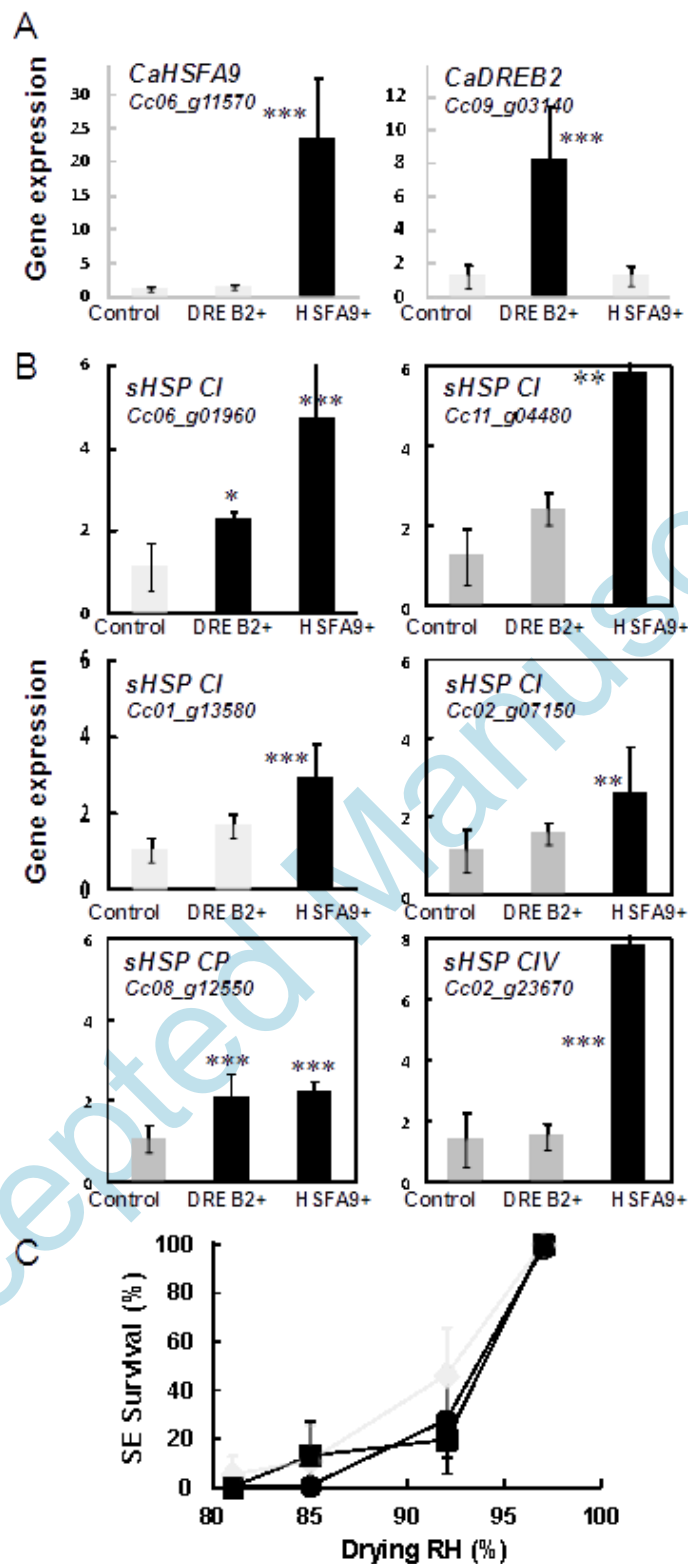 A
Gene expression
CaHSFA9
Cc06_g11570
***
30
25
20
15
10
5
0
Control DREB2+ HSFA9+
CaDREB2
Cc09_g03140
***
12
10
8
6
4
2
0
Control DREB2+ HSFA9+
B
Gene expression
sHSP CI
Cc06_g01960
*
***
6
4
2
0
Control DREB2+ HSFA9+
sHSP CI
Cc11_g04480
**
6
4
2
0
Control DREB2+ HSFA9+
sHSP CI
Cc01_g13580
***
6
4
2
0
Control DREB2+ HSFA9+
sHSP CI
Cc02_g07150
**
6
4
2
0
Control DREB2+ HSFA9+
sHSP CP
Cc08_g12550
***
***
6
4
2
0
Control DREB2+ HSFA9+
sHSP CIV
Cc02_g23670
***
8
6
4
2
0
Control DREB2+ HSFA9+
C
SE Survival (%)
100
80
60
40
20
0
80 85 90 95 100
Drying RH (%)
cepted Manusc